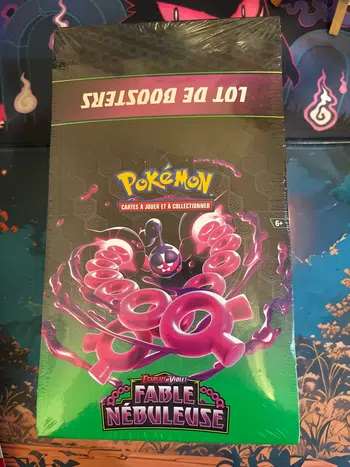 LOT DE BOOSTERS
POKÉMON
CARTES À JOUER ET À COLLECTIONNER
6+
ÉCARLATE ET VIOLET
FABLE
NÉBULEUSE